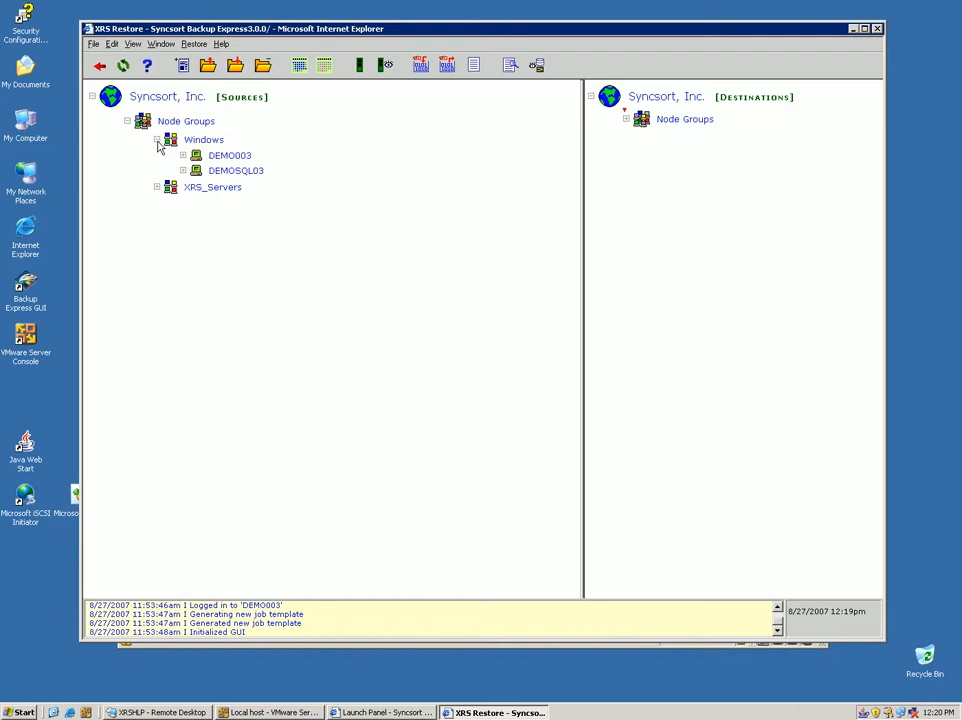 XRS Restore - Syncsort Backup Express3.0.0/ - Microsoft Internet Explorer
File Edit View Window Restore Help
Syncsort, Inc. [SOURCES]
Node Groups
Windows
DEMO003
DEMOSQL03
XRS_Servers
Syncsort, Inc. [DESTINATIONS]
Node Groups
8/27/2007 11:53:46am I Logged in to 'DEMO003'
8/27/2007 11:53:47am I Generating new job template
8/27/2007 11:53:47am I Generated new job template
8/27/2007 11:53:48am I Initialized GUI
8/27/2007 12:19pm
Security
Configurati...
My Documents
My Computer
My Network
Places
Internet
Explorer
Backup
Express GUI
VMware Server
Console
Java Web
Start
Microsoft iSCSI
Initiator
Microso
Recycle Bin
Start
XRSHLP - Remote Desktop
Local host - VMware Ser...
Launch Panel - Syncsort ...
XRS Restore - Syncso...
12:20 PM